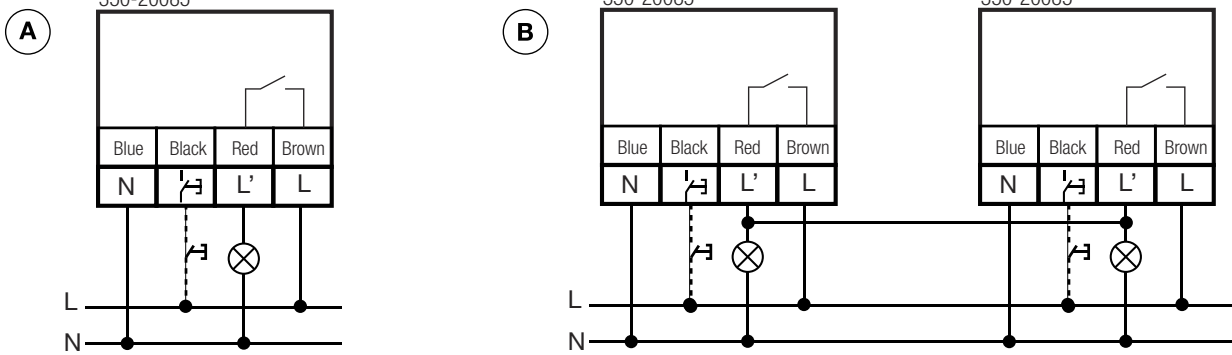 A
Blue Black Red Brown
N L’ L
L
N
B
Blue Black Red Brown
N L’ L
Blue Black Red Brown
N L’ L
L
N